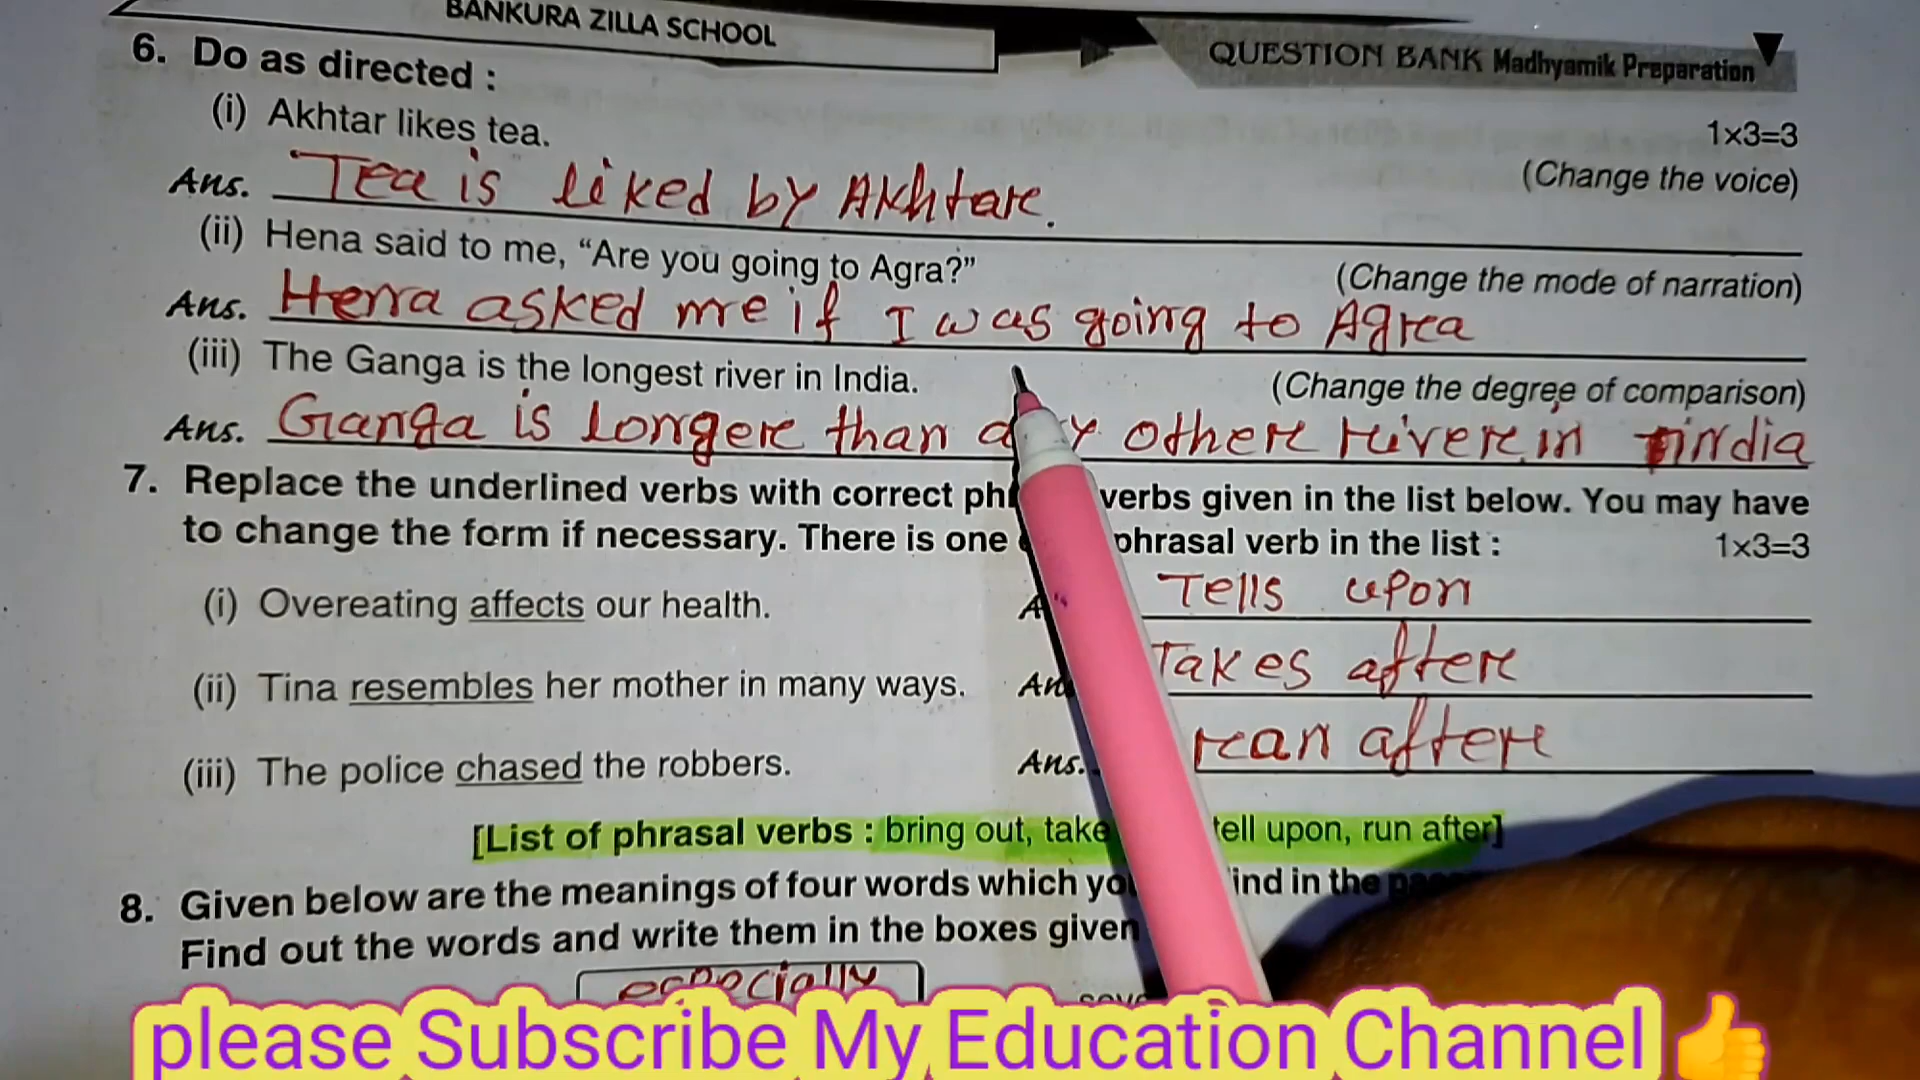 BANKURA ZILLA SCHOOL
QUESTION BANK Madhyamik Preparation
6. Do as directed :
1×3=3
(i) Akhtar likes tea.
(Change the voice)
Ans. Tea is liked by Akhtar.
(ii) Hena said to me, “Are you going to Agra?”
(Change the mode of narration)
Ans. Hena asked me if I was going to Agra
(iii) The Ganga is the longest river in India.
(Change the degree of comparison)
Ans. Ganga is longer than any other river in india
7. Replace the underlined verbs with correct verbs given in the list below. You may have
to change the form if necessary. There is one phrasal verb in the list : 1×3=3
(i) Overeating affects our health. Tells upon
(ii) Tina resembles her mother in many ways. Takes after
(iii) The police chased the robbers. Ans. ran after
[List of phrasal verbs : bring out, take tell upon, run after]
8. Given below are the meanings of four words which in the
Find out the words and write them in the boxes given
especially
please Subscribe My Education Channel 👍